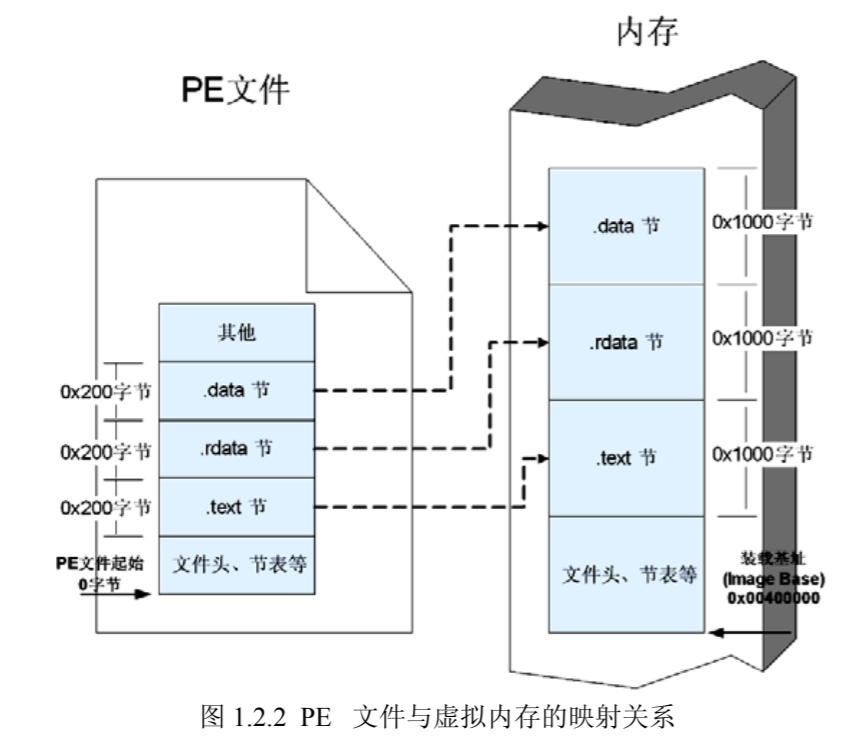 内存
PE文件
.data 节
0x1000字节
其他
.rdata 节
0x1000字节
0x200字节
.data 节
0x200字节
.rdata 节
.text 节
0x1000字节
0x200字节
.text 节
PE文件起始
0字节
文件头、节表等
文件头、节表等
装载基址
(Image Base)
0x00400000
图 1.2.2 PE 文件与虚拟内存的映射关系